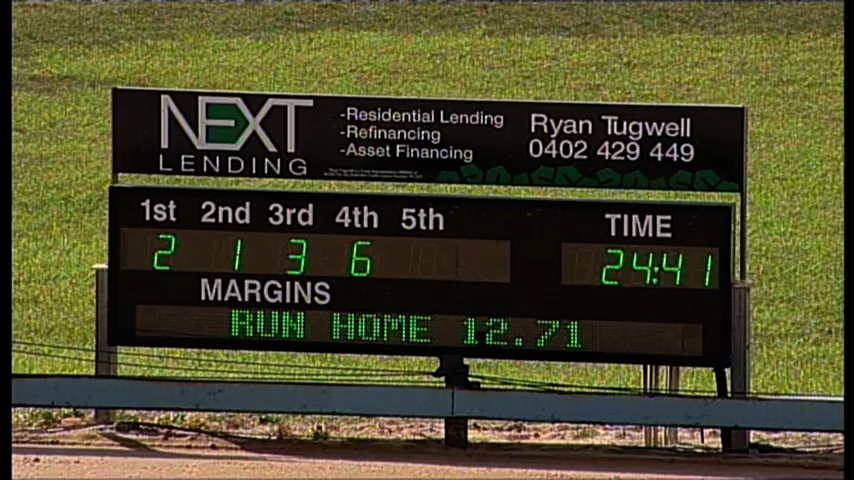 NEXT
LENDING
-Residential Lending
-Refinancing
-Asset Financing
Ryan Tugwell
0402 429 449
1st 2nd 3rd 4th 5th TIME
2 1 3 6 24:41
MARGINS
RUN HOME 12.71